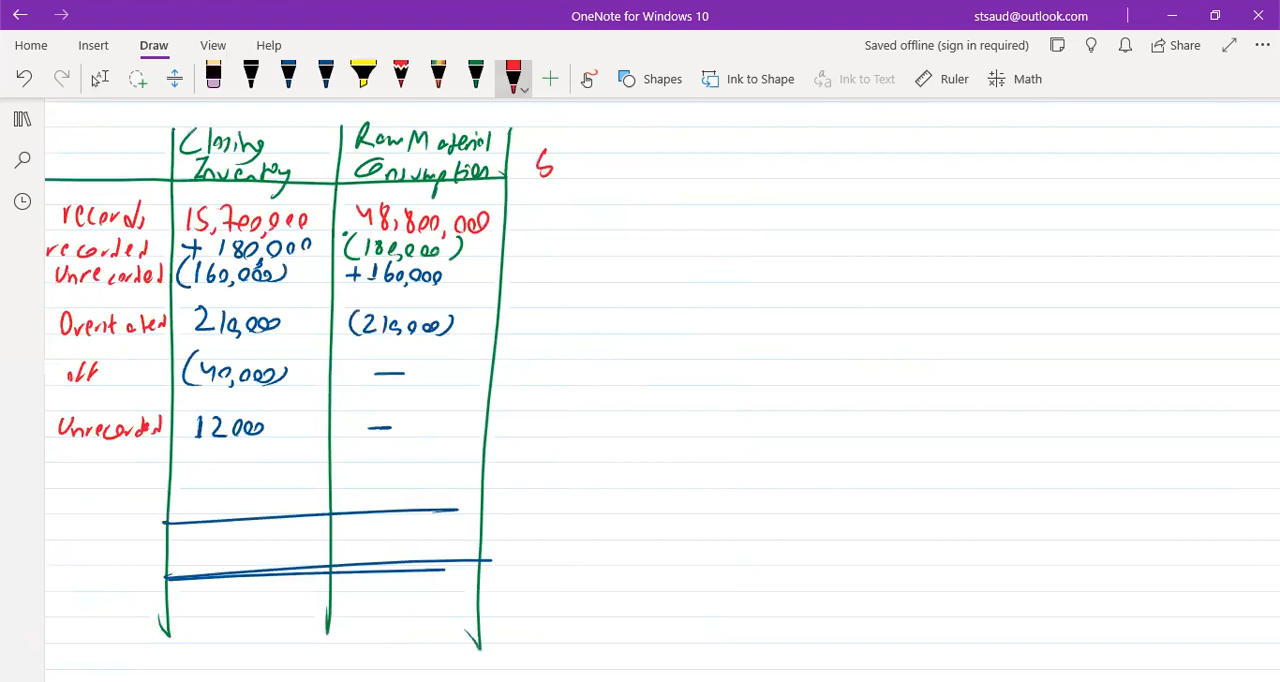 OneNote for Windows 10
stsaud@outlook.com
Home Insert Draw View Help
Saved offline (sign in required) Share
Shapes Ink to Shape Ink to Text Ruler Math
Closing Raw Material S
Inventory Consumption
records 15,700,000 48,800,000
recorded +180,000 (180,000)
Unrecorded (160,000) +160,000
Overstated 210,000 (210,000)
off (40,000) —
Unrecorded 12000 —